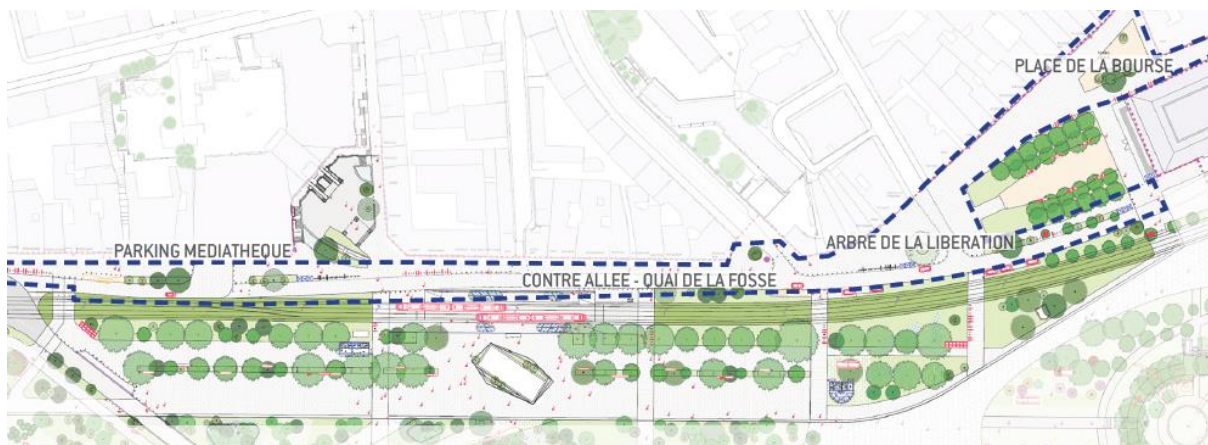 PLACE DE LA BOURSE
ARBRE DE LA LIBERATION
PARKING MEDIATHEQUE
CONTRE ALLEE - QUAI DE LA FOSSE